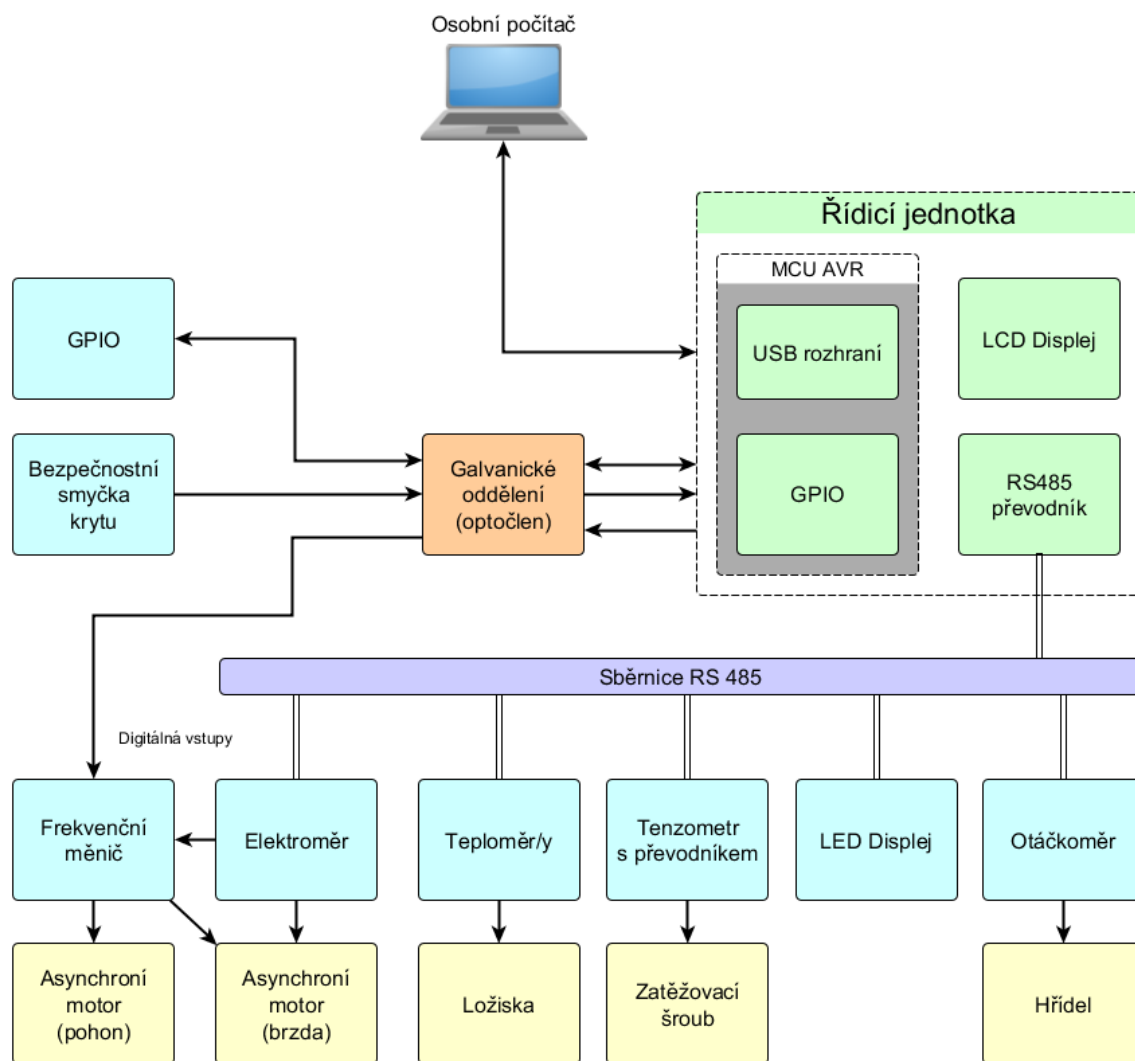 Osobní počítač
Řídicí jednotka
MCU AVR
GPIO
USB rozhraní
LCD Displej
Bezpečnostní
smyčka
krytu
Galvanické
oddělení
(optočlen)
GPIO
RS485
převodník
Sběrnice RS 485
Digitálná vstupy
Frekvenční
měnič
Elektroměr
Teploměr/y
Tenzometr
s převodníkem
LED Displej
Otáčkoměr
Asynchroní
motor
(pohon)
Asynchroní
motor
(brzda)
Ložiska
Zatěžovací
šroub
Hřídel